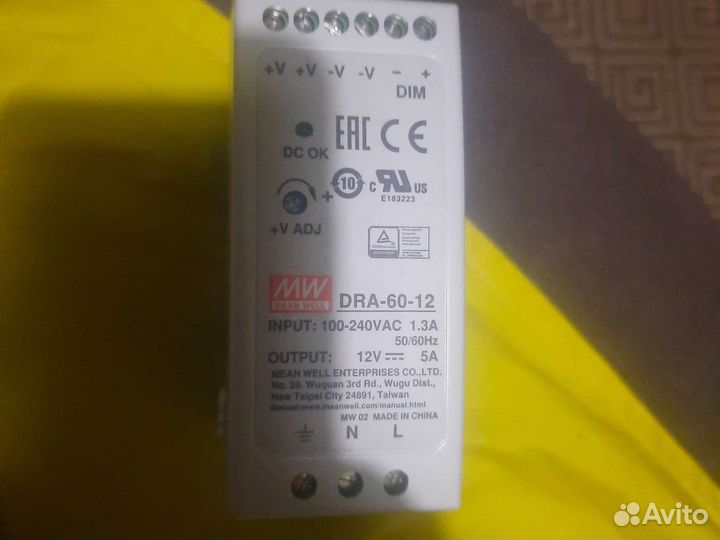 +V +V -V -V - +
DIM
EAC CE
DC OK
10 c RU US
E183223
+
+V ADJ
MW
MEAN WELL
DRA-60-12
INPUT: 100-240VAC 1.3A
50/60Hz
OUTPUT: 12V 5A
MEAN WELL ENTERPRISES CO.,LTD.
No. 28, Wuquan 3rd Rd., Wugu Dist.,
New Taipei City 24891, Taiwan
Manual:www.meanwell.com/manual.html
MW 02 MADE IN CHINA
N L
Avito